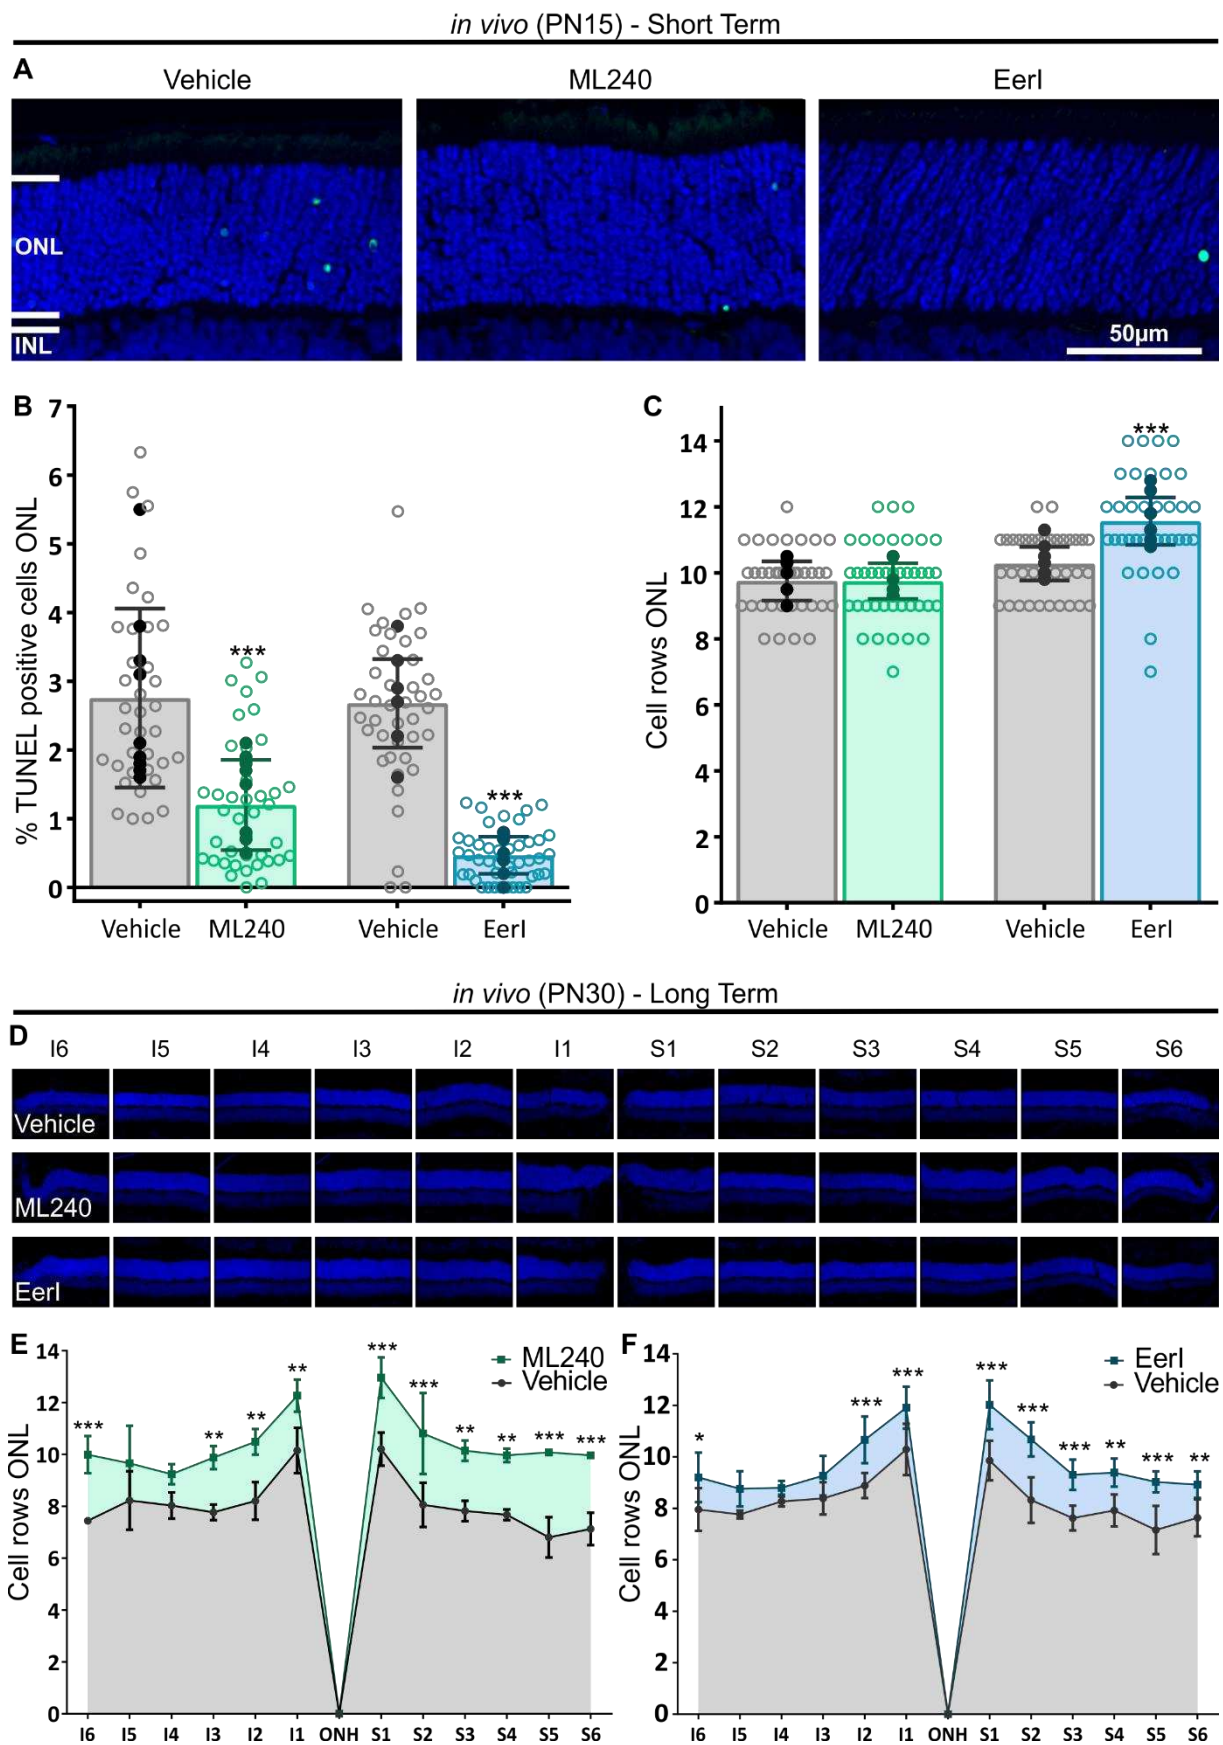 in vivo (PN15) - Short Term
A
Vehicle ML240 EerI
ONL
INL
50µm
B
7
6
5
4
3
2
1
0
% TUNEL positive cells ONL
***
***
Vehicle ML240 Vehicle EerI
C
14
12
10
8
6
4
2
0
Cell rows ONL
***
Vehicle ML240 Vehicle EerI
in vivo (PN30) - Long Term
D
I6 I5 I4 I3 I2 I1 S1 S2 S3 S4 S5 S6
Vehicle
ML240
EerI
E
14
12
10
8
6
4
2
0
Cell rows ONL
ML240
Vehicle
*** ** ** ** *** *** ** *** *** ***
I6 I5 I4 I3 I2 I1 ONH S1 S2 S3 S4 S5 S6
F
14
12
10
8
6
4
2
0
Cell rows ONL
EerI
Vehicle
* *** *** *** *** *** ** *** **
I6 I5 I4 I3 I2 I1 ONH S1 S2 S3 S4 S5 S6